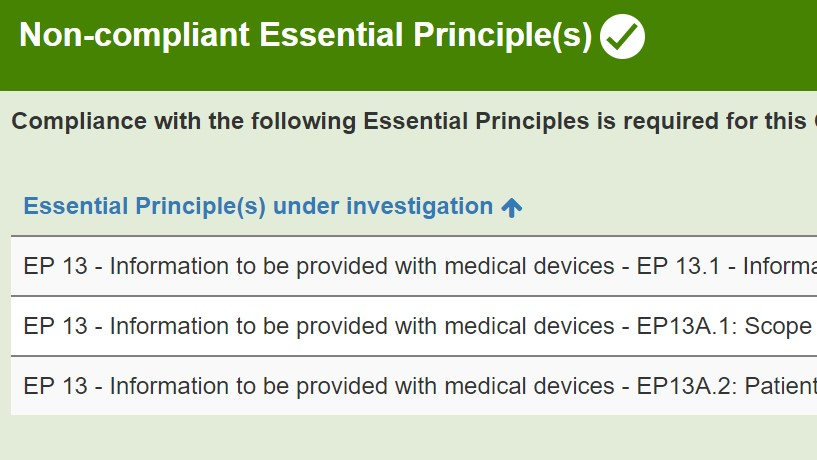 Non-compliant Essential Principle(s)
Compliance with the following Essential Principles is required for this
Essential Principle(s) under investigation
EP 13 - Information to be provided with medical devices - EP 13.1 - Informa
EP 13 - Information to be provided with medical devices - EP13A.1: Scope
EP 13 - Information to be provided with medical devices - EP13A.2: Patient